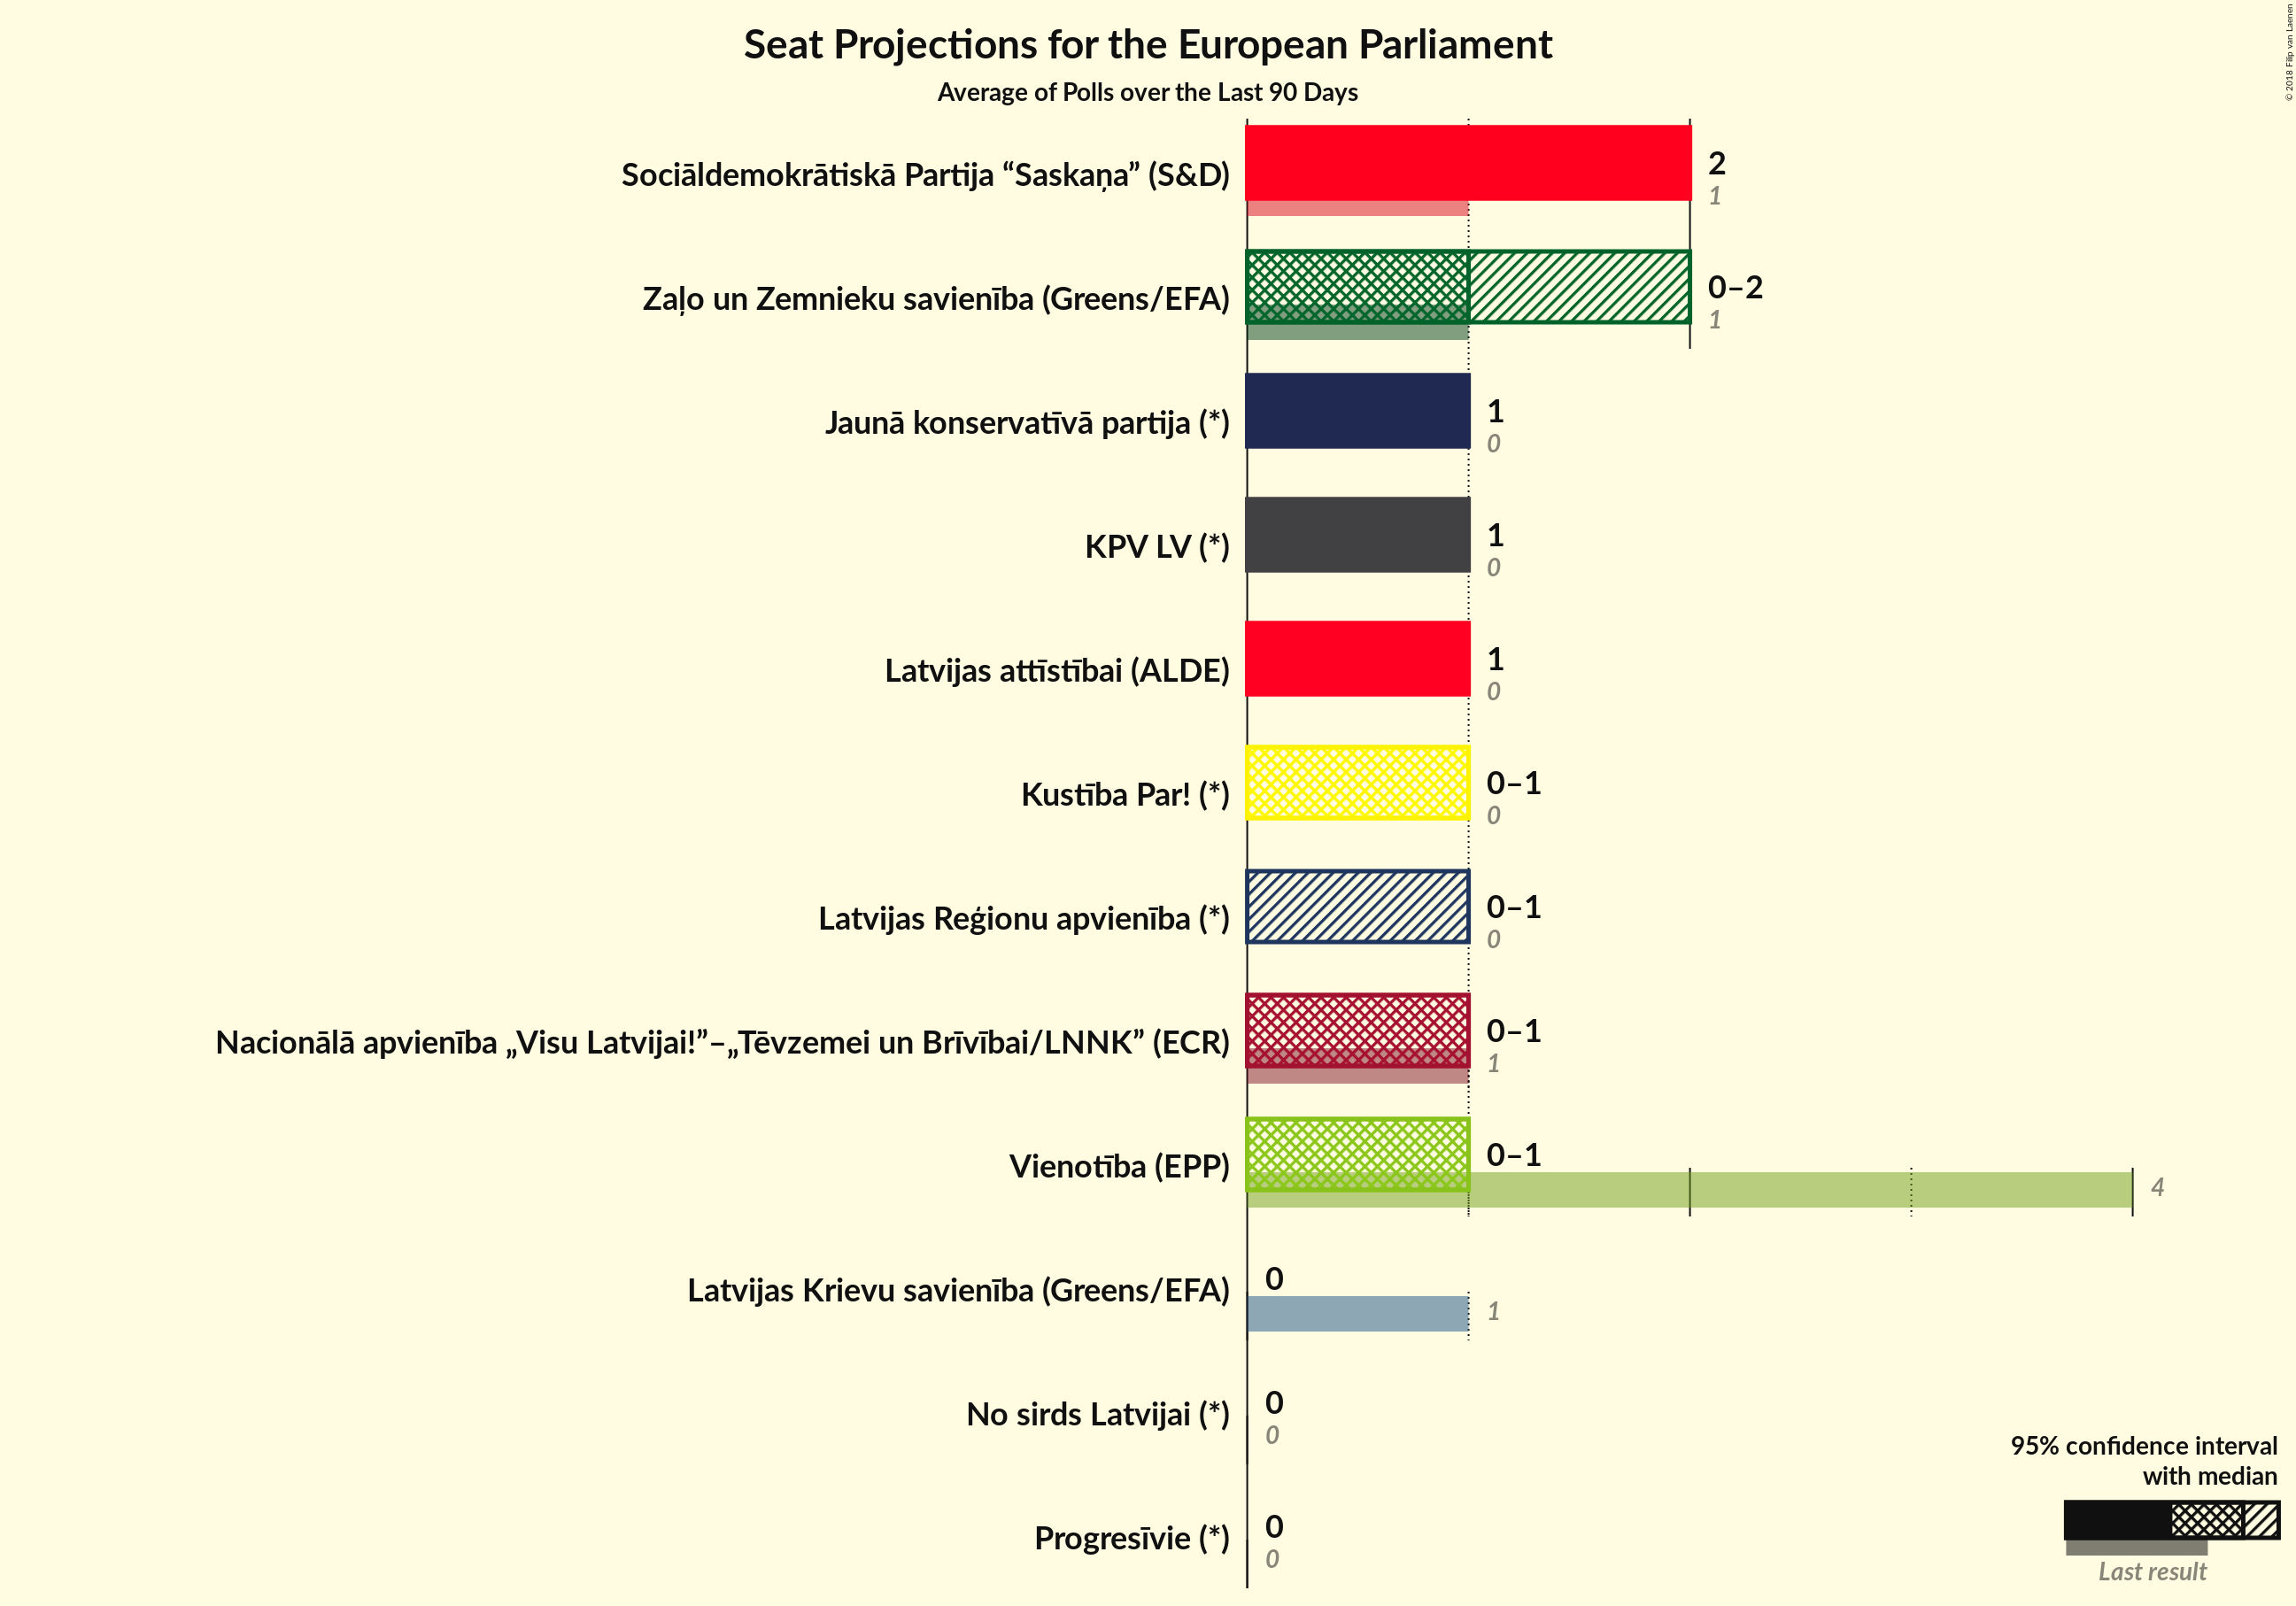 Seat Projections for the European Parliament
Average of Polls over the Last 90 Days
© 2018 Filip van Laenen
Sociāldemokrātiskā Partija “Saskaņa” (S&D)
2
1
Zaļo un Zemnieku savienība (Greens/EFA)
0–2
1
Jaunā konservatīvā partija (*)
1
0
KPV LV (*)
1
0
Latvijas attīstībai (ALDE)
1
0
Kustība Par! (*)
0–1
0
Latvijas Reģionu apvienība (*)
0–1
0
Nacionālā apvienība „Visu Latvijai!”–„Tēvzemei un Brīvībai/LNNK” (ECR)
0–1
1
Vienotība (EPP)
0–1
4
Latvijas Krievu savienība (Greens/EFA)
0
1
No sirds Latvijai (*)
0
0
Progresīvie (*)
0
0
95% confidence interval
with median
Last result